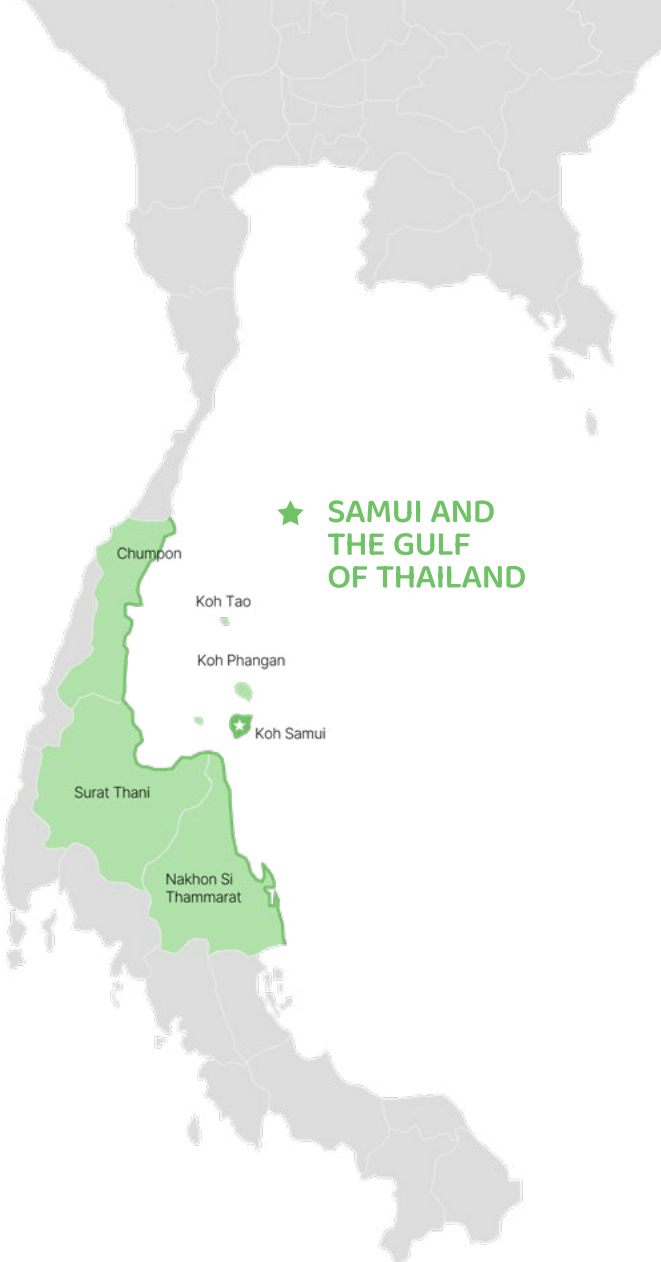 SAMUI AND
THE GULF
OF THAILAND
Chumpon
Koh Tao
Koh Phangan
Koh Samui
Surat Thani
Nakhon Si
Thammarat